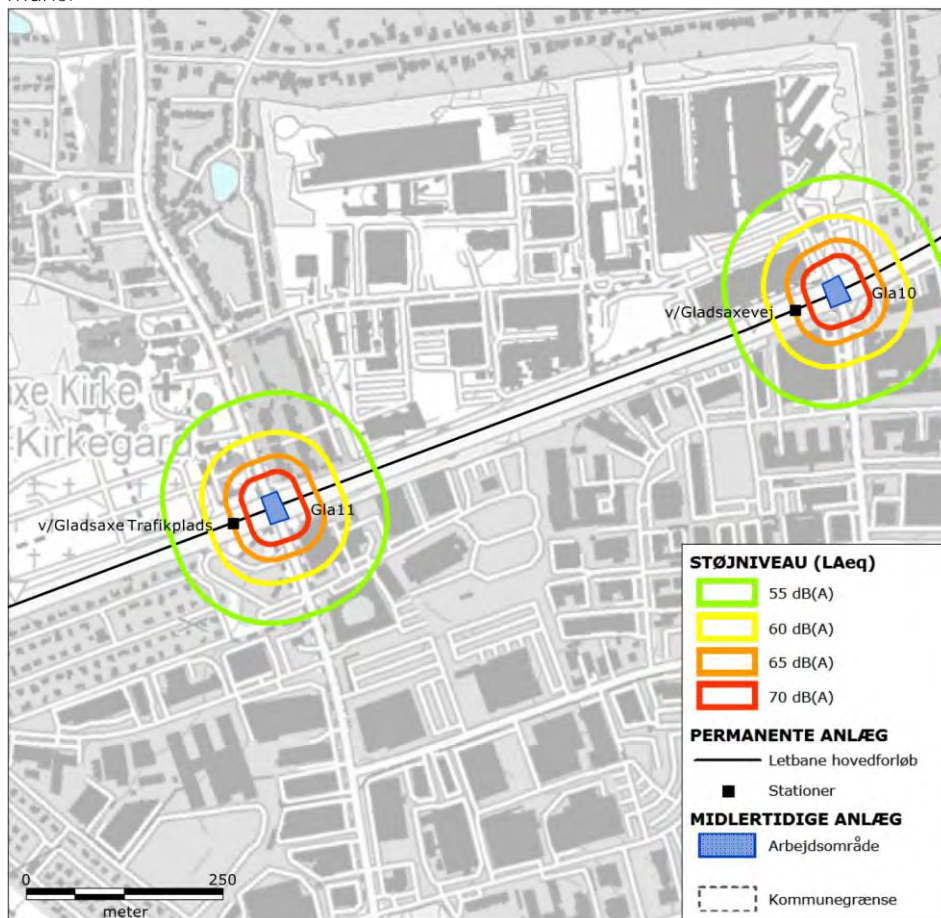 Gla10
v/Gladsaxevej
axe Kirke
Kirkegård
Gla11
v/Gladsaxe Trafikplads
STØJNIVEAU (LAeq)
55 dB(A)
60 dB(A)
65 dB(A)
70 dB(A)
PERMANENTE ANLÆG
Letbane hovedforløb
Stationer
MIDLERTIDIGE ANLÆG
Arbejdsområde
Kommunegrænse
0 250
meter